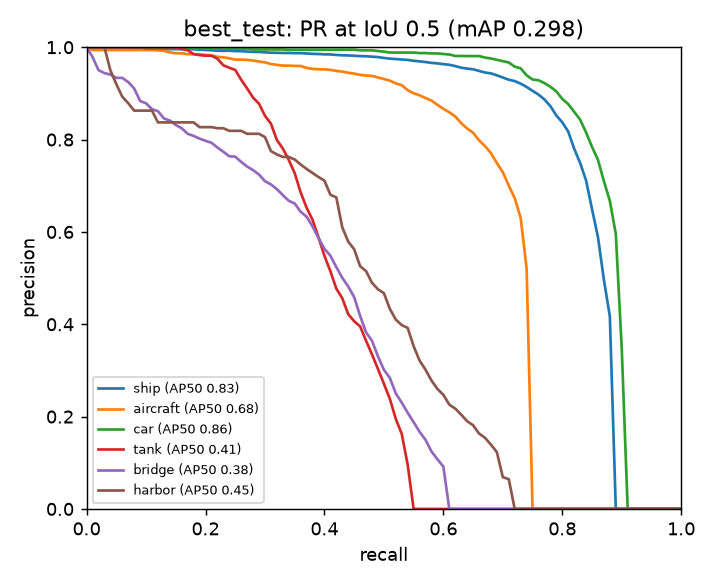 best_test: PR at IoU 0.5 (mAP 0.298)
1.0
0.8
0.6
0.4
0.2
0.0
precision
ship (AP50 0.83)
aircraft (AP50 0.68)
car (AP50 0.86)
tank (AP50 0.41)
bridge (AP50 0.38)
harbor (AP50 0.45)
0.0 0.2 0.4 0.6 0.8 1.0
recall